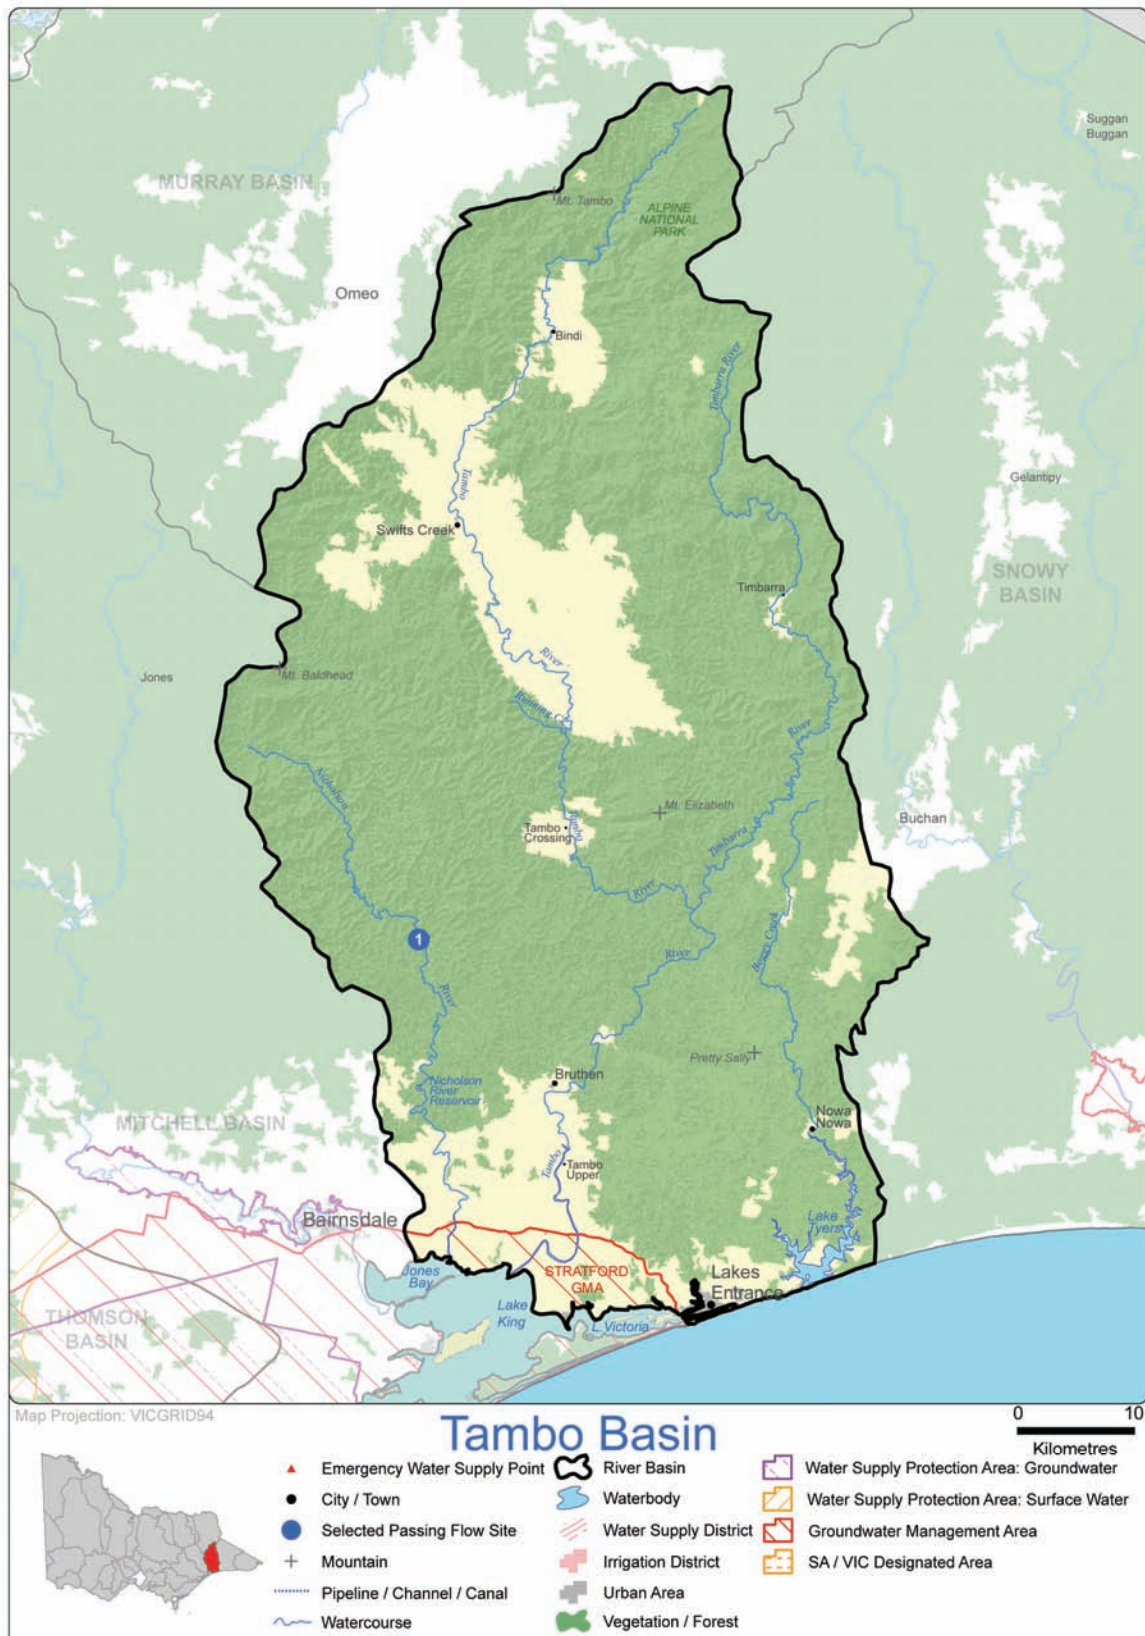 Suggan
Buggan
MURRAY BASIN
Mt. Tambo
ALPINE
NATIONAL
PARK
Omeo
Bindi
Timbarra River
Tambo
Gelantipy
Swifts Creek
SNOWY
BASIN
Timbarra
River
Jones
Mt. Baldhead
Running Ck
River
Nicholson
Mt. Elizabeth
Tambo
Crossing
Tambo
Timbarra
Buchan
River
1
Boggy Creek
River
River
Pretty Sally
Bruthen
Nicholson
River
Reservoir
MITCHELL BASIN
Nowa
Nowa
Tambo
Tambo
Upper
Bairnsdale
Lake
Tyers
Jones
Bay
STRATFORD
GMA
Lakes
Entrance
Lake
King
L. Victoria
THOMSON
BASIN
Map Projection: VICGRID94
Tambo Basin
0 10
Kilometres
Emergency Water Supply Point
City / Town
Selected Passing Flow Site
Mountain
Pipeline / Channel / Canal
Watercourse
River Basin
Waterbody
Water Supply District
Irrigation District
Urban Area
Vegetation / Forest
Water Supply Protection Area: Groundwater
Water Supply Protection Area: Surface Water
Groundwater Management Area
SA / VIC Designated Area